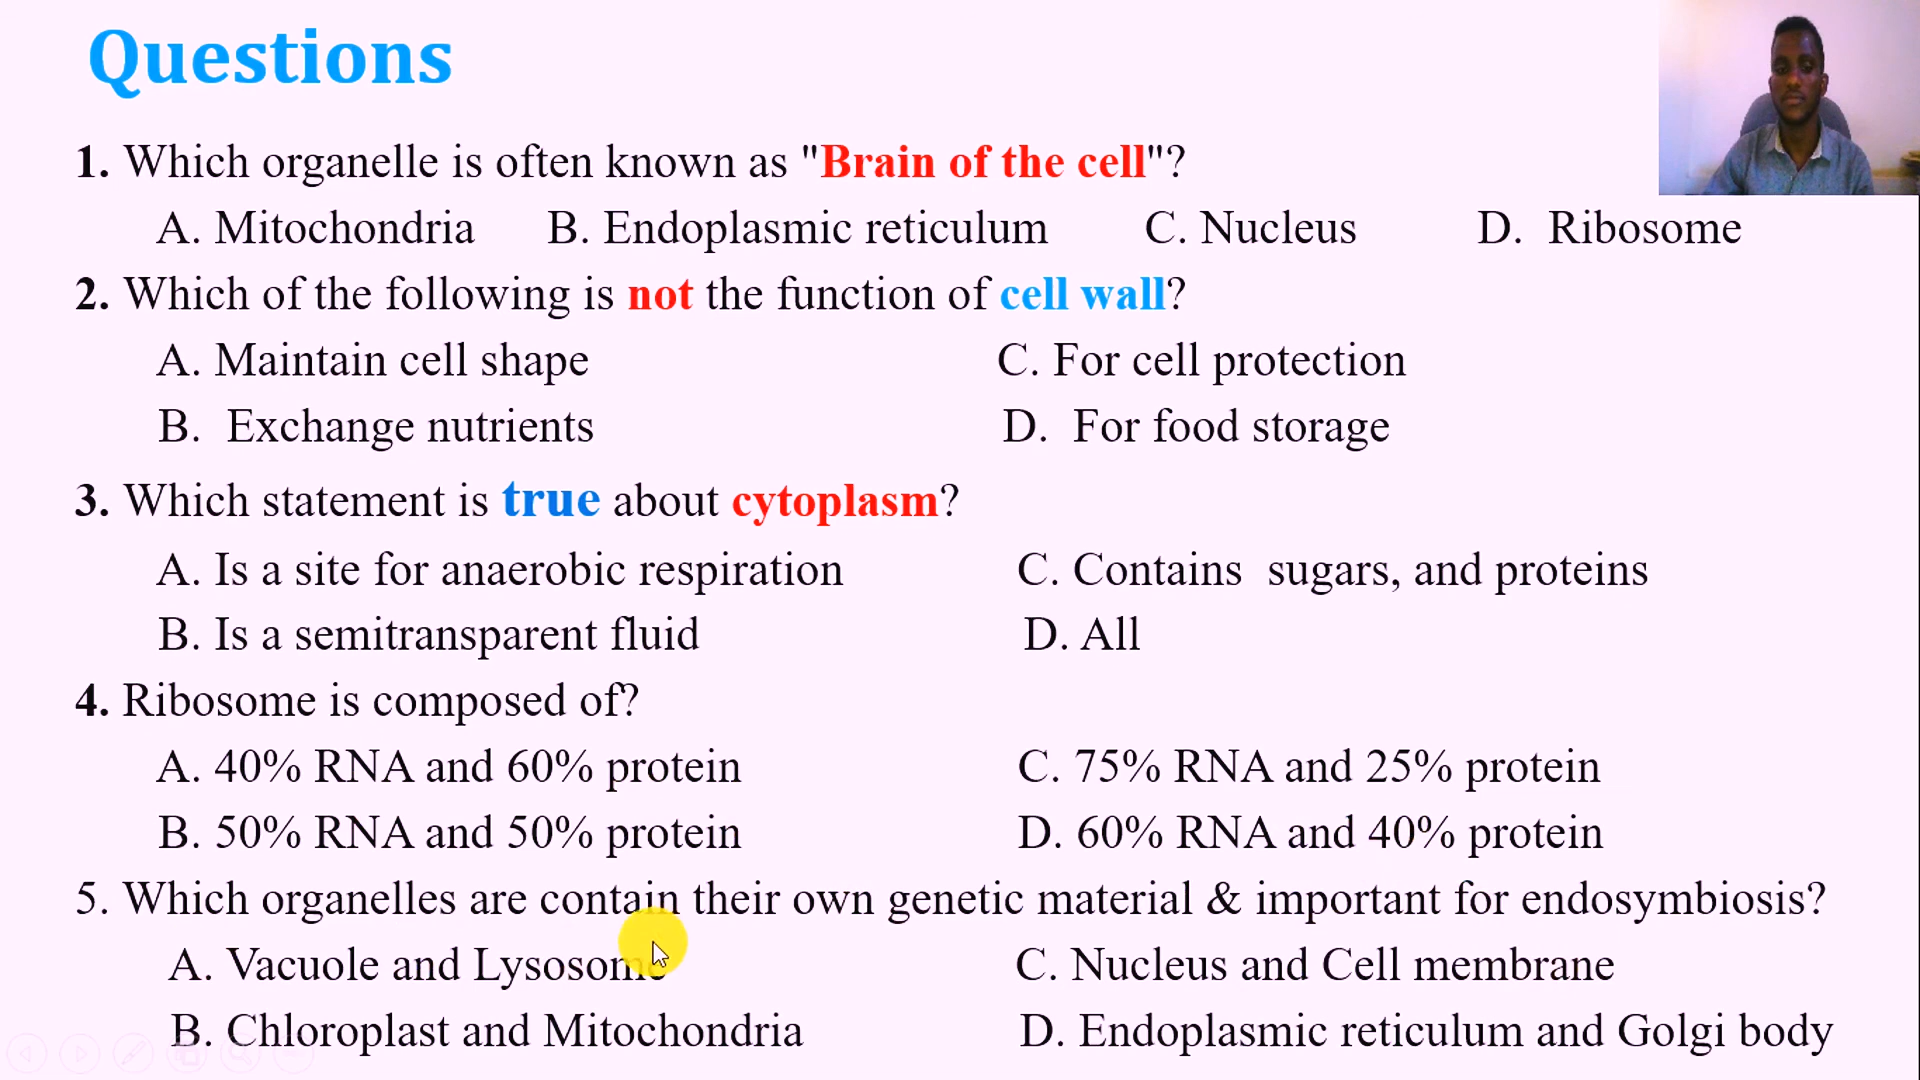 Questions
1. Which organelle is often known as "Brain of the cell"?
A. Mitochondria B. Endoplasmic reticulum C. Nucleus D. Ribosome
2. Which of the following is not the function of cell wall?
A. Maintain cell shape C. For cell protection
B. Exchange nutrients D. For food storage
3. Which statement is true about cytoplasm?
A. Is a site for anaerobic respiration C. Contains sugars, and proteins
B. Is a semitransparent fluid D. All
4. Ribosome is composed of?
A. 40% RNA and 60% protein C. 75% RNA and 25% protein
B. 50% RNA and 50% protein D. 60% RNA and 40% protein
5. Which organelles are contain their own genetic material & important for endosymbiosis?
A. Vacuole and Lysosome C. Nucleus and Cell membrane
B. Chloroplast and Mitochondria D. Endoplasmic reticulum and Golgi body